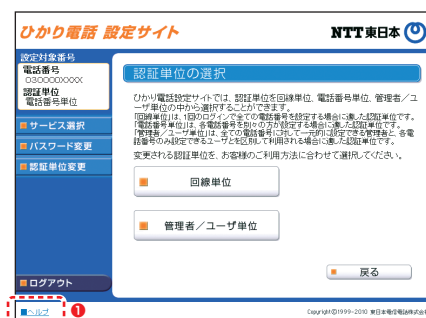 ひかり電話 設定サイト
NTT東日本
設定対象番号
電話番号
030000XXXX
認証単位
電話番号単位
サービス選択
パスワード変更
認証単位変更
ログアウト
ヘルプ
1
認証単位の選択
ひかり電話設定サイトでは、認証単位を回線単位、電話番号単位、管理者／ユ
ーザ単位の中から選択することができます。
「回線単位」は、1回のログインで全ての電話番号を設定する場合に適した認証単位です。
「電話番号単位」は、各電話番号を別々の方が設定する場合に適した認証単位です。
「管理者／ユーザ単位」は、全ての電話番号に対して一元的に設定できる管理者と、各電
話番号のみ設定できるユーザとを区別して利用される場合に適した認証単位です。
変更される認証単位を、お客様のご利用方法に合わせて選択してください。
回線単位
管理者／ユーザ単位
戻る
Copyright©1999-2010 東日本電信電話株式会社